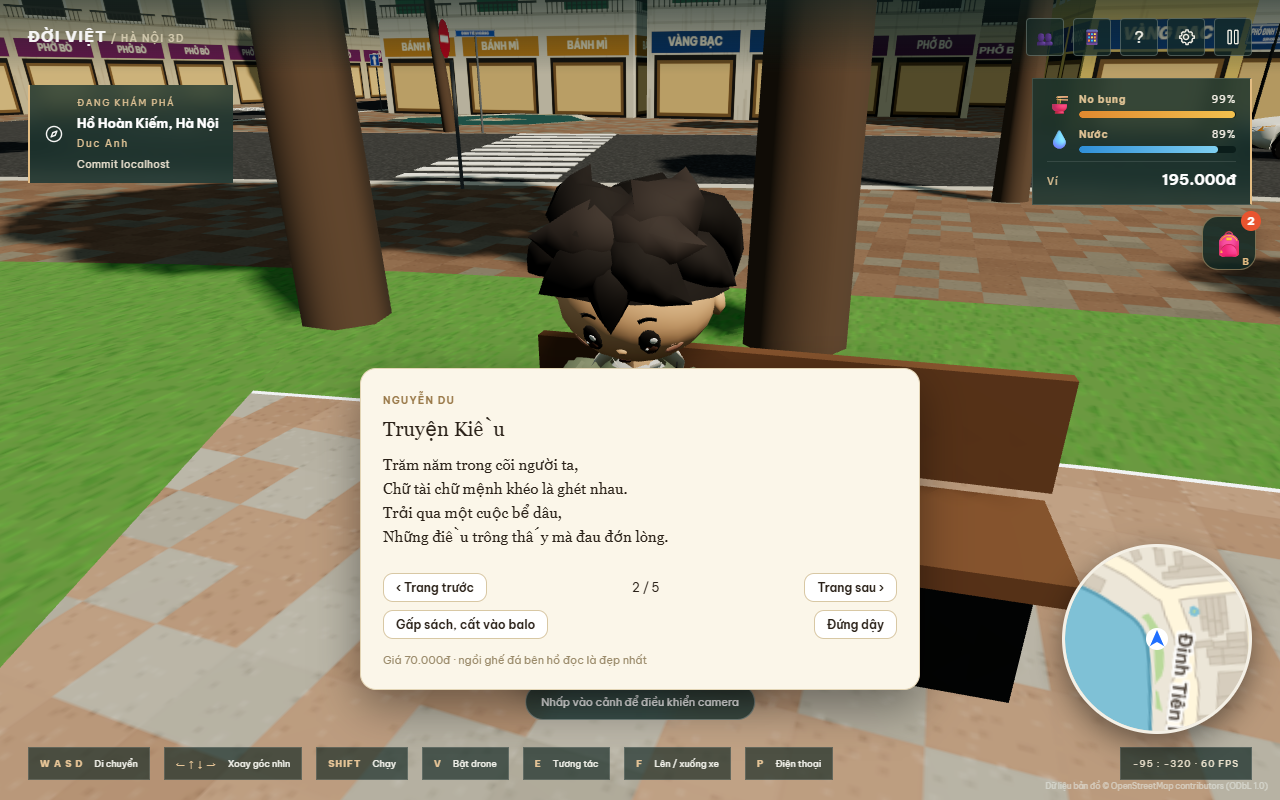 ĐỜI VIỆT / HÀ NỘI 3D
PHỞ BÒ
PHỞ BÒ
PHỞ BÒ
PHỞ BÒ
BÁNH MÌ
BÁNH MÌ
BÁNH MÌ
VÀNG BẠC
PHỞ BÒ
PHỞ B
VÀNG BẠC
?
ĐANG KHÁM PHÁ
Hồ Hoàn Kiếm, Hà Nội
Duc Anh
Commit localhost
No bụng 99%
Nước 89%
Ví 195.000đ
2
B
NGUYỄN DU
Truyện Kiều
Trăm năm trong cõi người ta,
Chữ tài chữ mệnh khéo là ghét nhau.
Trải qua một cuộc bể dâu,
Những điều trông thấy mà đau đớn lòng.
‹ Trang trước 2 / 5 Trang sau ›
Gấp sách, cất vào balo Đứng dậy
Giá 70.000đ · ngồi ghế đá bên hồ đọc là đẹp nhất
Nhấp vào cảnh để điều khiển camera
Đinh Tiên
W A S D Di chuyển ←↑↓→ Xoay góc nhìn SHIFT Chạy V Bật drone E Tương tác F Lên / xuống xe P Điện thoại -95 : -320 · 60 FPS
Dữ liệu bản đồ © OpenStreetMap contributors (ODbL 1.0)